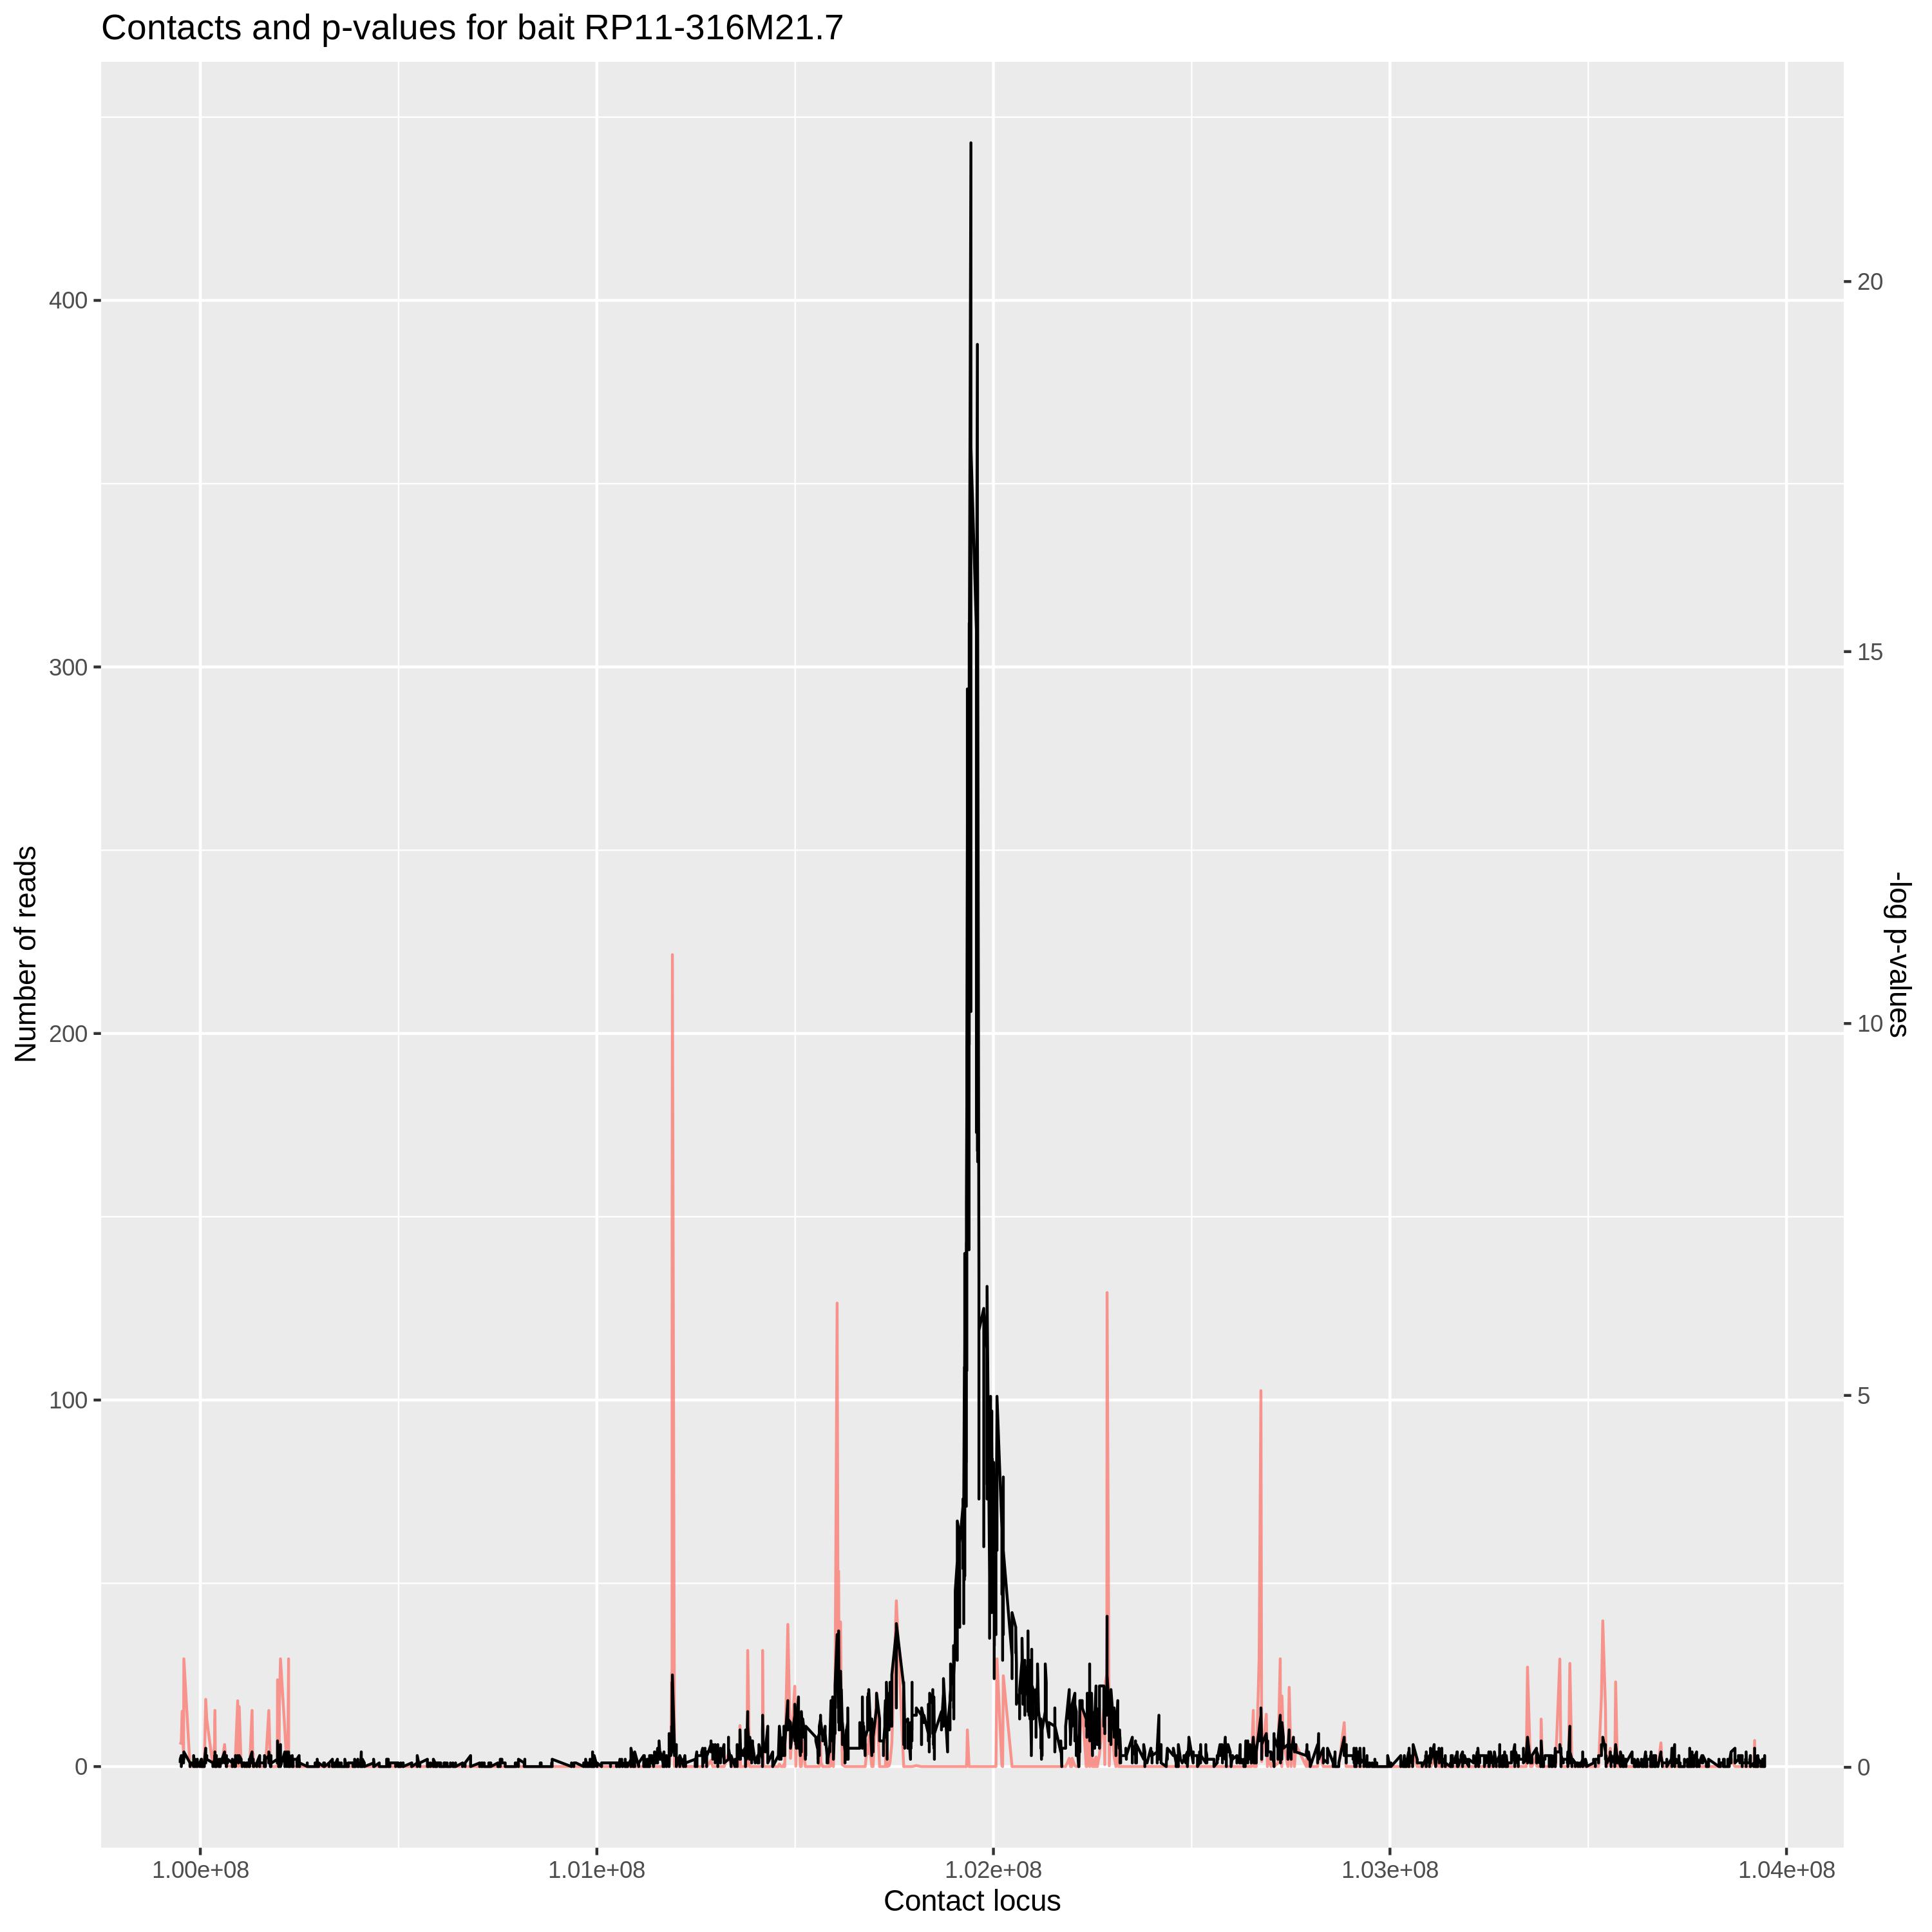 Contacts and p-values for bait RP11-316M21.7
Number of reads
400
300
200
100
0
20
15
10
5
0
-log p-values
1.00e+08
1.01e+08
1.02e+08
1.03e+08
1.04e+08
Contact locus